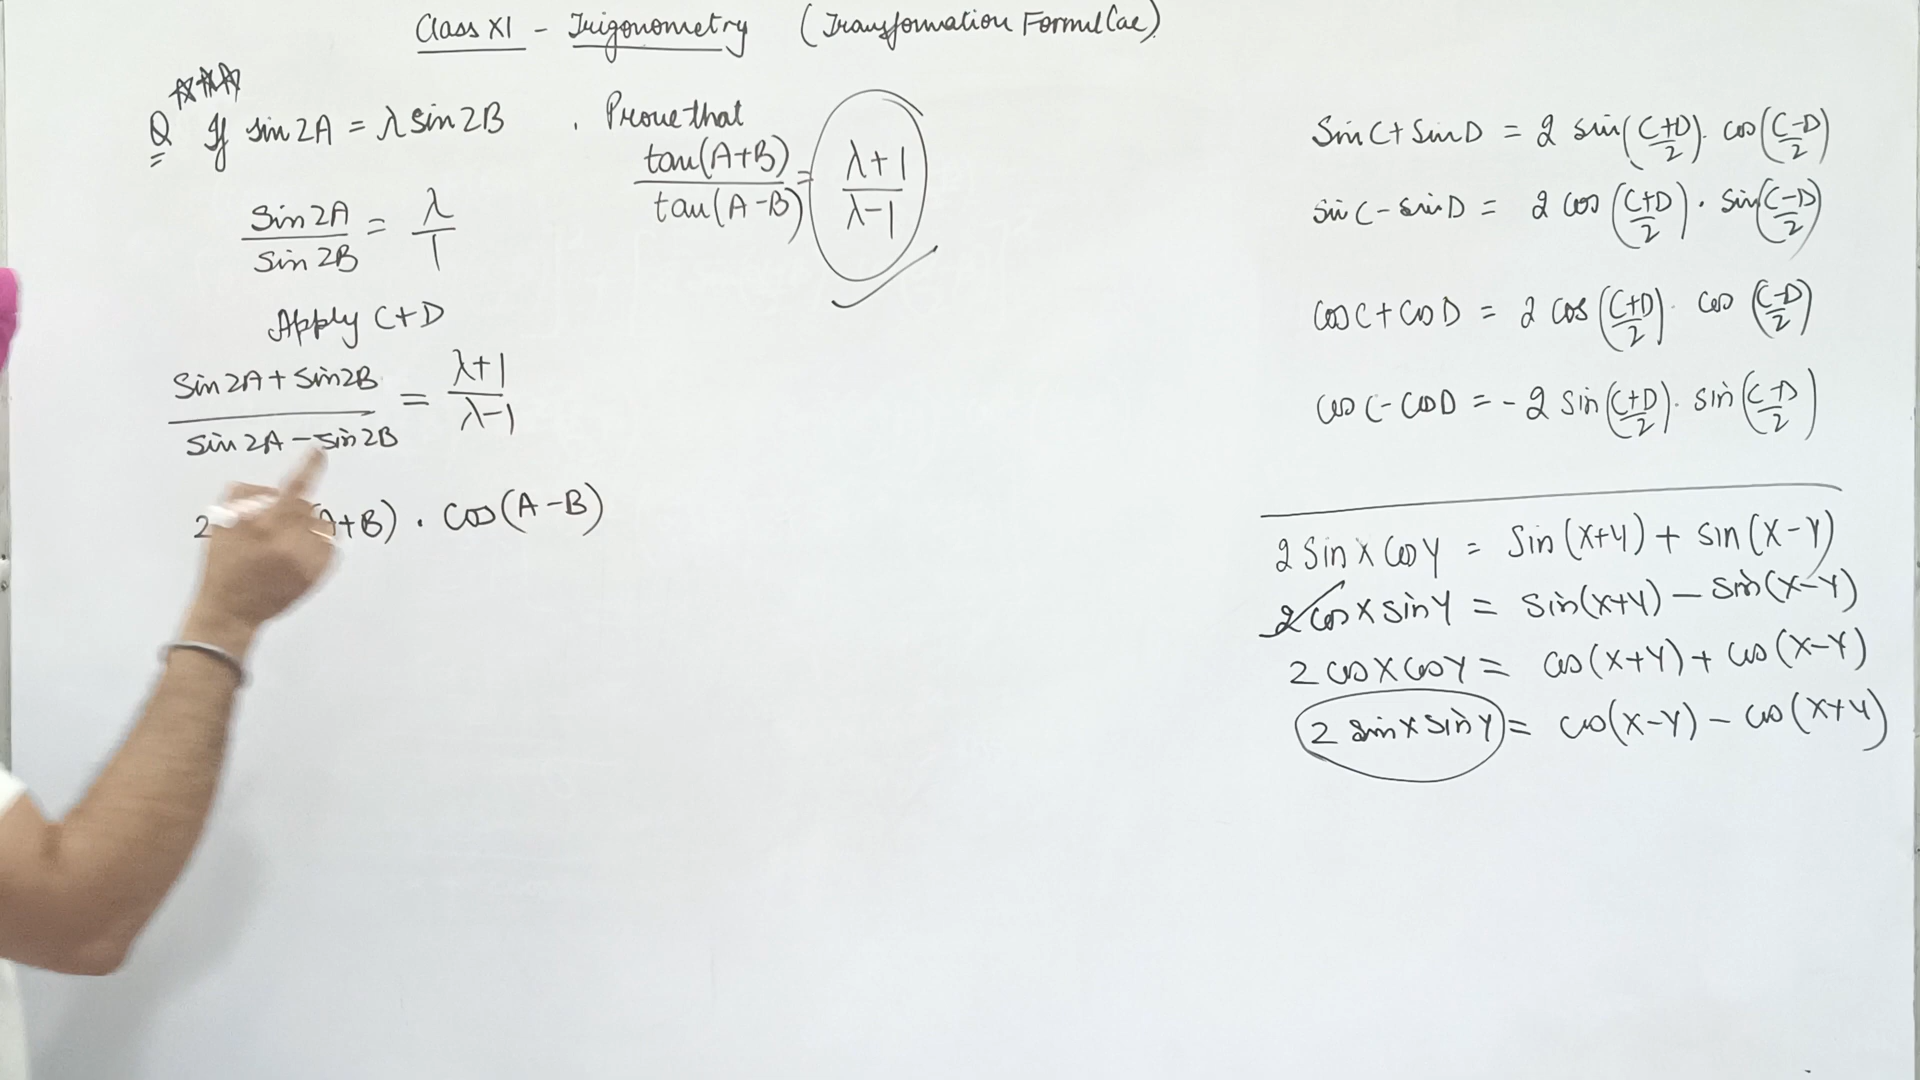 Class XI - Trigonometry (Transformation Formulae)
Q If sin 2A = λ sin 2B . Prove that
tan(A+B)/tan(A-B) = λ+1/λ-1
Sin 2A/Sin 2B = λ/1
Apply C+D
Sin 2A + Sin 2B/Sin 2A - Sin 2B = λ+1/λ-1
2 A+B) . Cos(A-B)
Sin C + Sin D = 2 sin(C+D/2) . cos(C-D/2)
Sin C - Sin D = 2 cos(C+D/2) . Sin(C-D/2)
Cos C + Cos D = 2 cos(C+D/2) . cos(C-D/2)
Cos C - Cos D = - 2 Sin(C+D/2) . Sin(C-D/2)
2 Sin X Cos Y = Sin(X+Y) + Sin(X-Y)
2 Cos X Sin Y = Sin(X+Y) - Sin(X-Y)
2 Cos X Cos Y = Cos(X+Y) + Cos(X-Y)
2 Sin X Sin Y = Cos(X-Y) - Cos(X+Y)